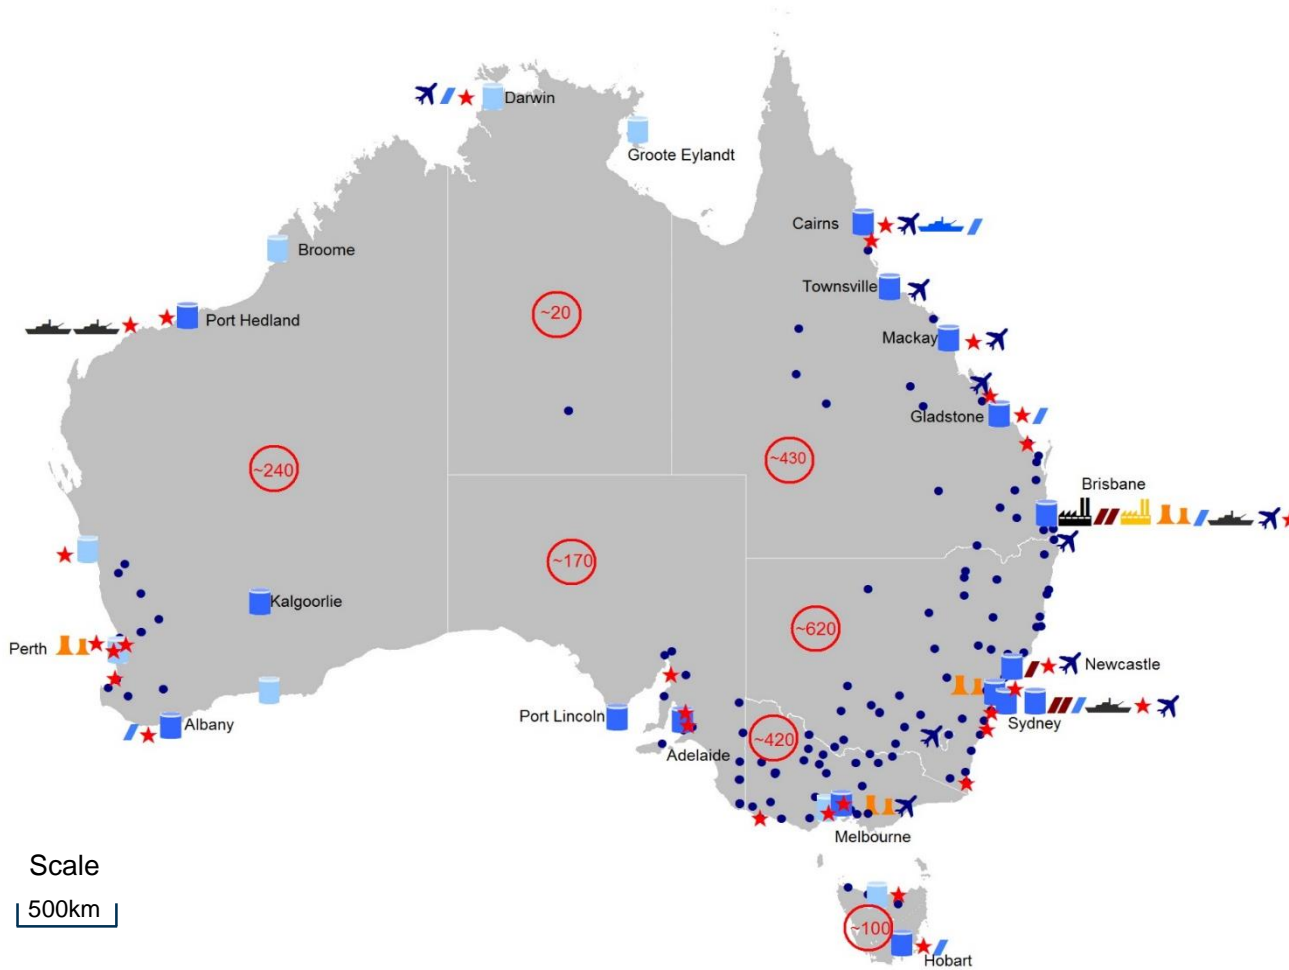 Darwin
Groote Eylandt
Cairns
Broome
Townsville
~20
Port Hedland
Mackay
Gladstone
~240
~430
Brisbane
~170
Kalgoorlie
~620
Perth
Newcastle
Port Lincoln
Sydney
Albany
~420
Adelaide
Melbourne
Scale
500km
~100
Hobart